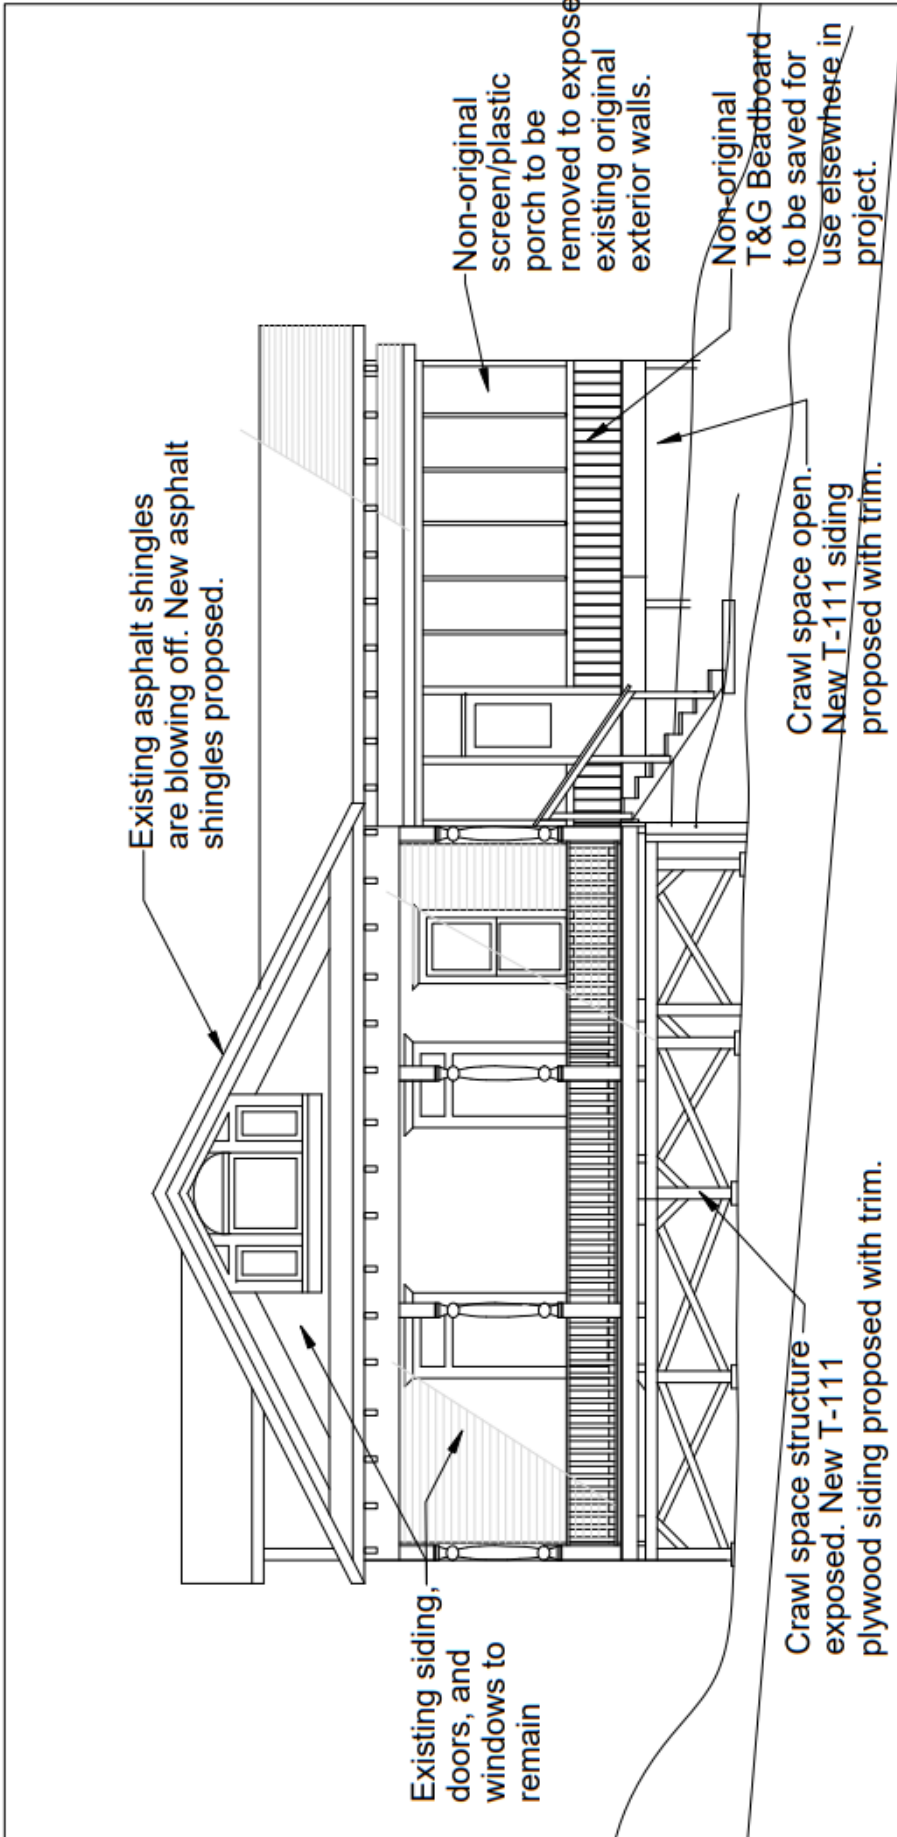 Existing asphalt shingles
are blowing off. New asphalt
shingles proposed.
Non-original
screen/plastic
porch to be
removed to expose
existing original
exterior walls.
Non-original
T&G Beadboard
to be saved for
use elsewhere in
project.
Existing siding,
doors, and
windows to
remain
Crawl space structure
exposed. New T-111
plywood siding proposed with trim.
Crawl space open.
New T-111 siding
proposed with trim.